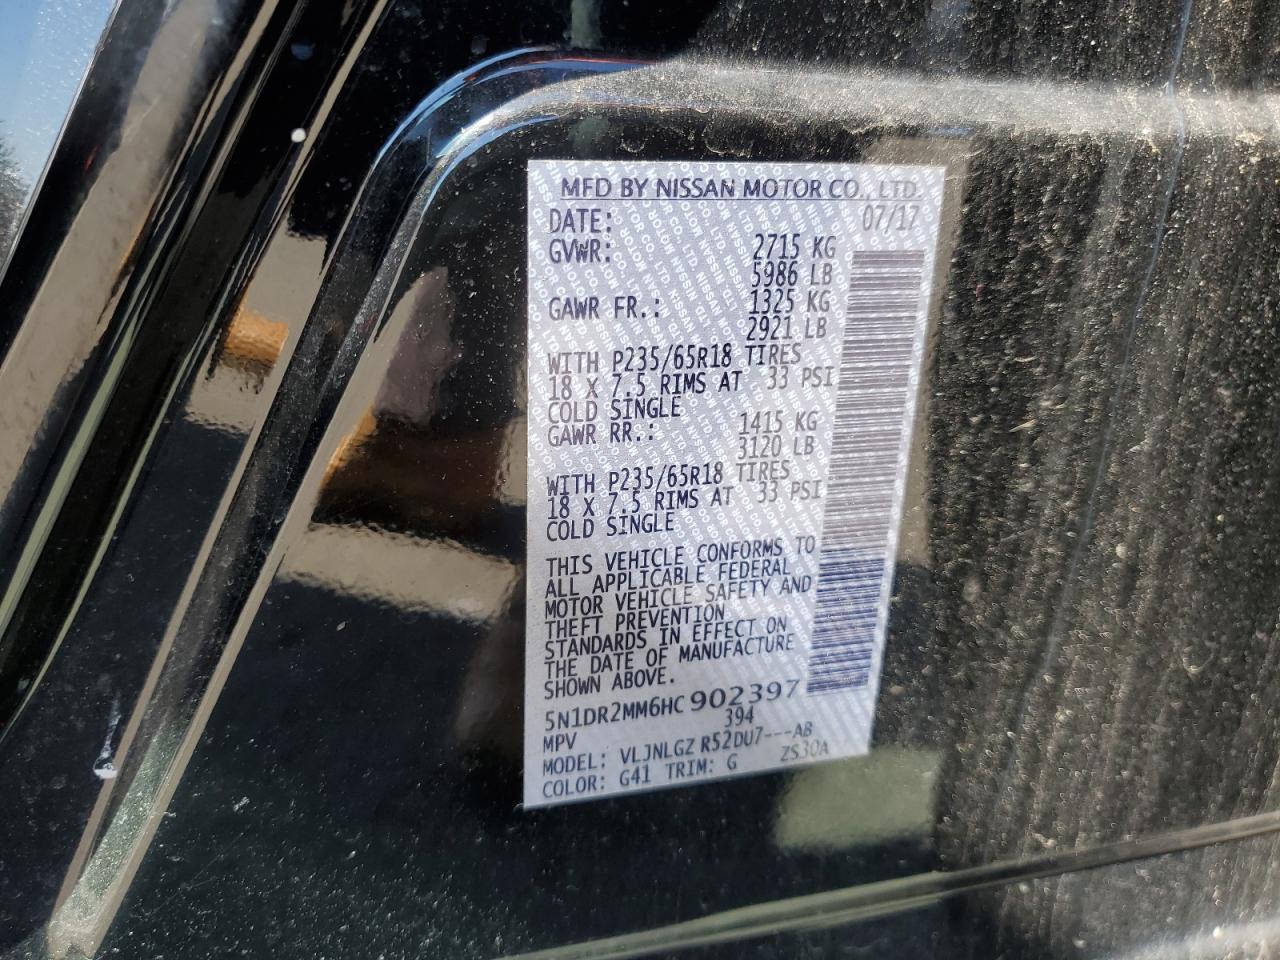 MFD BY NISSAN MOTOR CO., LTD.
DATE: 07/17
GVWR: 2715 KG
5986 LB
GAWR FR.: 1325 KG
2921 LB
WITH P235/65R18 TIRES
18 X 7.5 RIMS AT 33 PSI
COLD SINGLE
GAWR RR.: 1415 KG
3120 LB
WITH P235/65R18 TIRES
18 X 7.5 RIMS AT 33 PSI
COLD SINGLE
THIS VEHICLE CONFORMS TO
ALL APPLICABLE FEDERAL
MOTOR VEHICLE SAFETY AND
THEFT PREVENTION
STANDARDS IN EFFECT ON
THE DATE OF MANUFACTURE
SHOWN ABOVE.
5N1DR2MM6HC902397
MPV 394
MODEL: VLJNLGZ R52DU7---AB
COLOR: G41 TRIM: G ZS30A